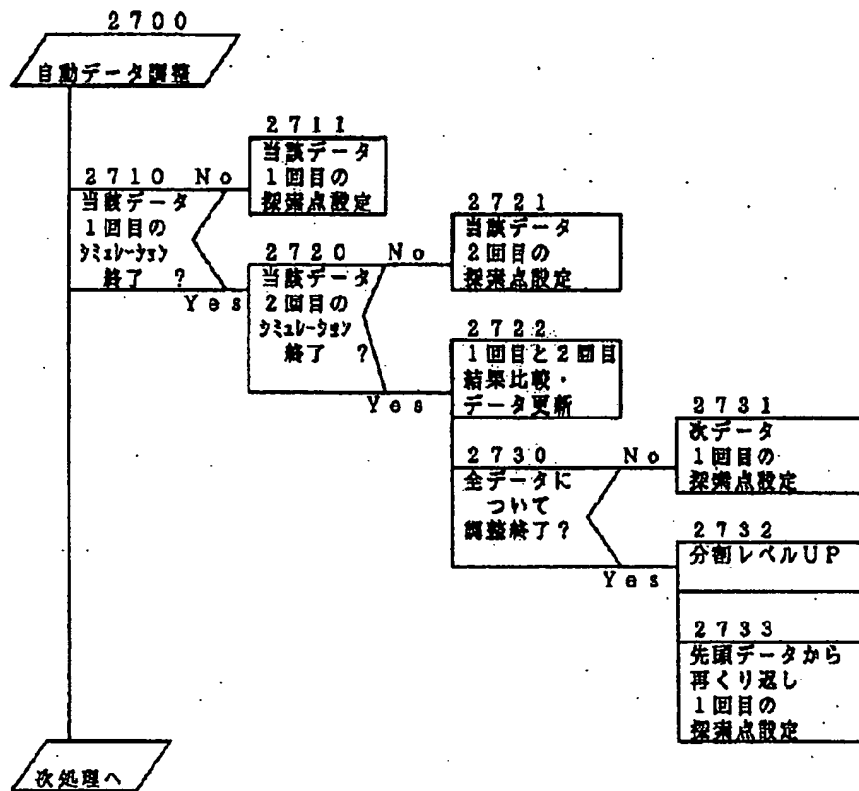 2700
自動データ調整
2711
当該データ
1回目の
探索点設定
2710 No
当該データ
1回目の
シミュレーション
終了 ?
Yes
2721
当該データ
2回目の
探索点設定
2720 No
当該データ
2回目の
シミュレーション
終了 ?
Yes
2722
1回目と2回目
結果比較・
データ更新
2731
次データ
1回目の
探索点設定
2730 No
全データに
ついて
調整終了?
Yes
2732
分割レベルUP
2733
先頭データから
再くり返し
1回目の
探索点設定
次処理へ